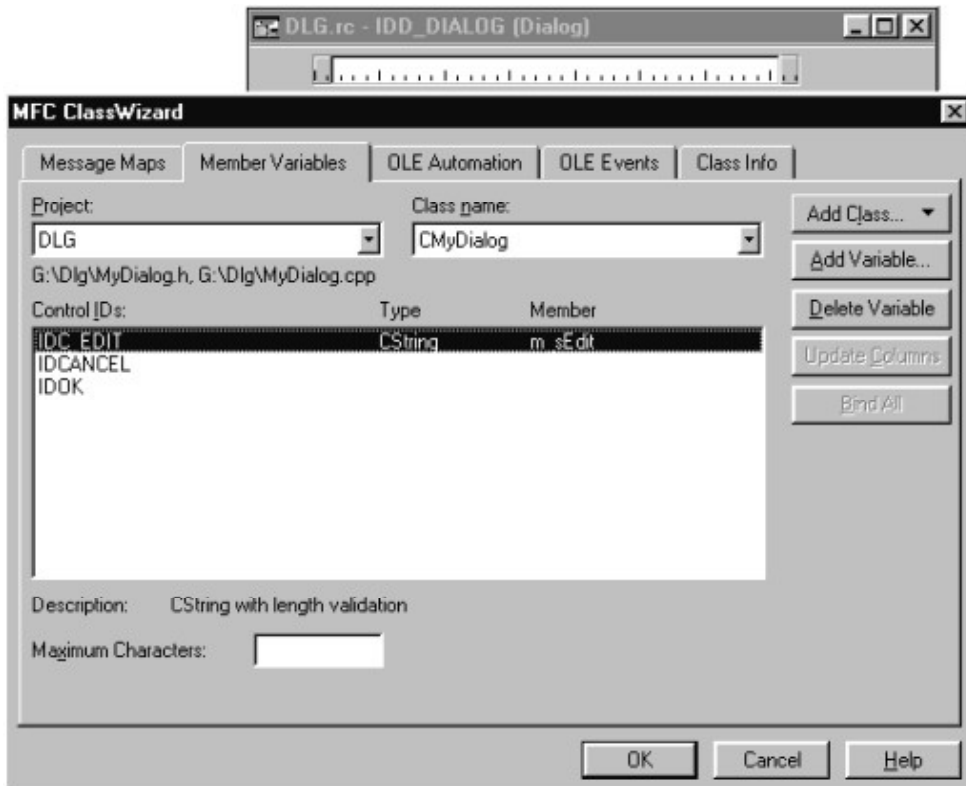 DLG.rc - IDD_DIALOG (Dialog)
MFC ClassWizard
Message Maps Member Variables OLE Automation OLE Events Class Info
Project: Class name: Add Class...
DLG CMyDialog
Add Variable...
G:\Dlg\MyDialog.h, G:\Dlg\MyDialog.cpp
Control IDs: Type Member Delete Variable
IDC_EDIT CString m_sEdit
IDCANCEL Update Columns
IDOK
Bind All
Description: CString with length validation
Maximum Characters:
OK Cancel Help